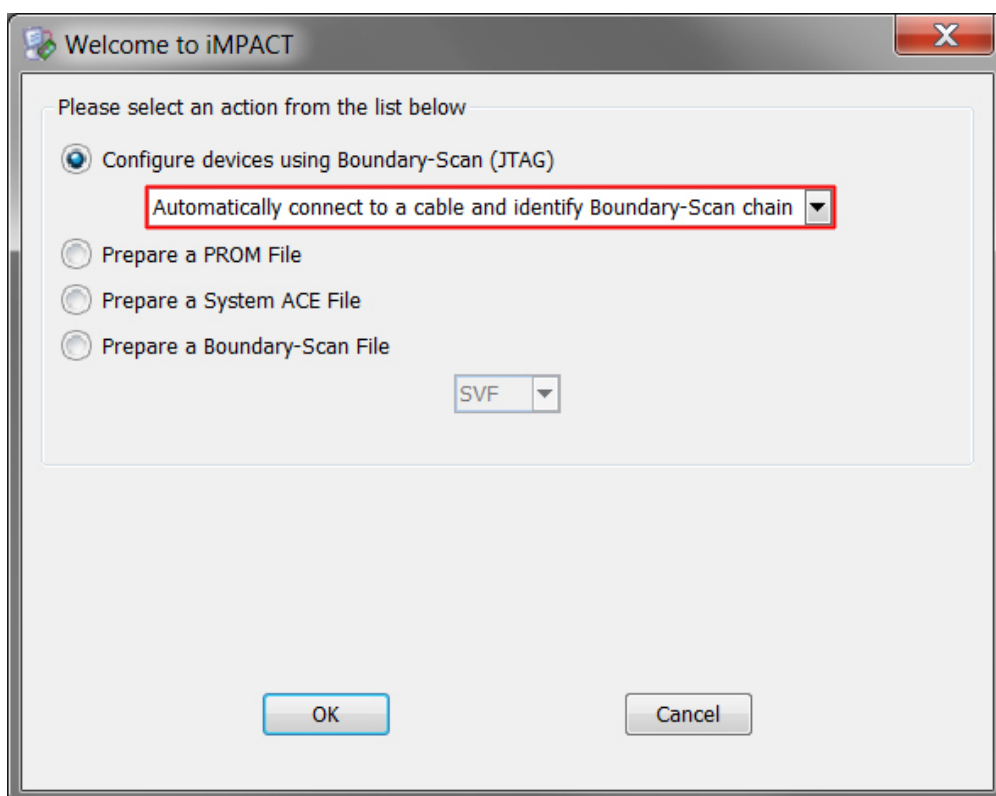 Welcome to iMPACT
X
Please select an action from the list below
Configure devices using Boundary-Scan (JTAG)
Automatically connect to a cable and identify Boundary-Scan chain
Prepare a PROM File
Prepare a System ACE File
Prepare a Boundary-Scan File
SVF
OK Cancel